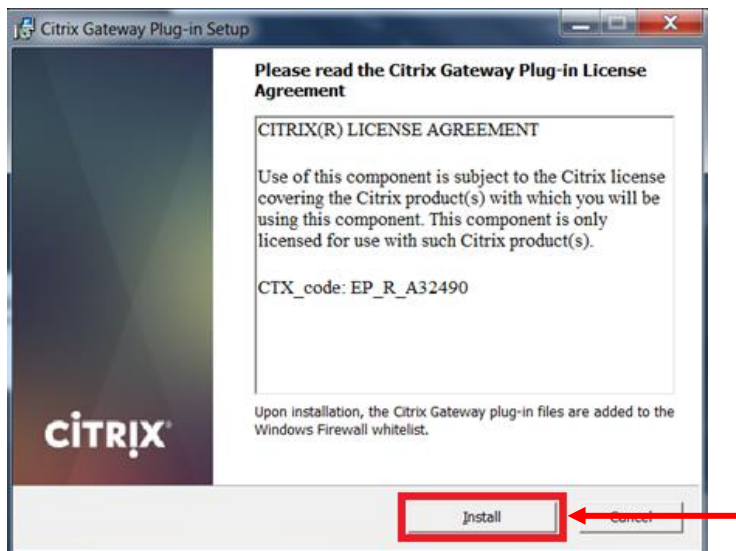 Citrix Gateway Plug-in Setup
Please read the Citrix Gateway Plug-in License
Agreement
CITRIX(R) LICENSE AGREEMENT
Use of this component is subject to the Citrix license
covering the Citrix product(s) with which you will be
using this component. This component is only
licensed for use with such Citrix product(s).
CTX_code: EP_R_A32490
Upon installation, the Citrix Gateway plug-in files are added to the
Windows Firewall whitelist.
CITRIX
Install
Cancel